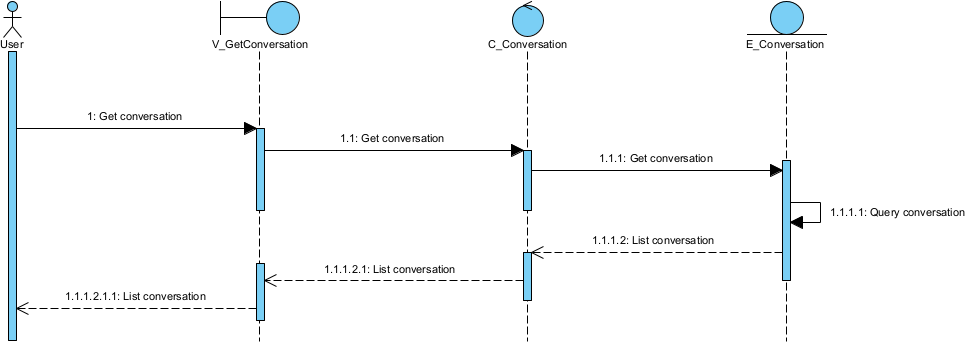 User
V_GetConversation
C_Conversation
E_Conversation
1: Get conversation
1.1: Get conversation
1.1.1: Get conversation
1.1.1.1: Query conversation
1.1.1.2: List conversation
1.1.1.2.1: List conversation
1.1.1.2.1.1: List conversation